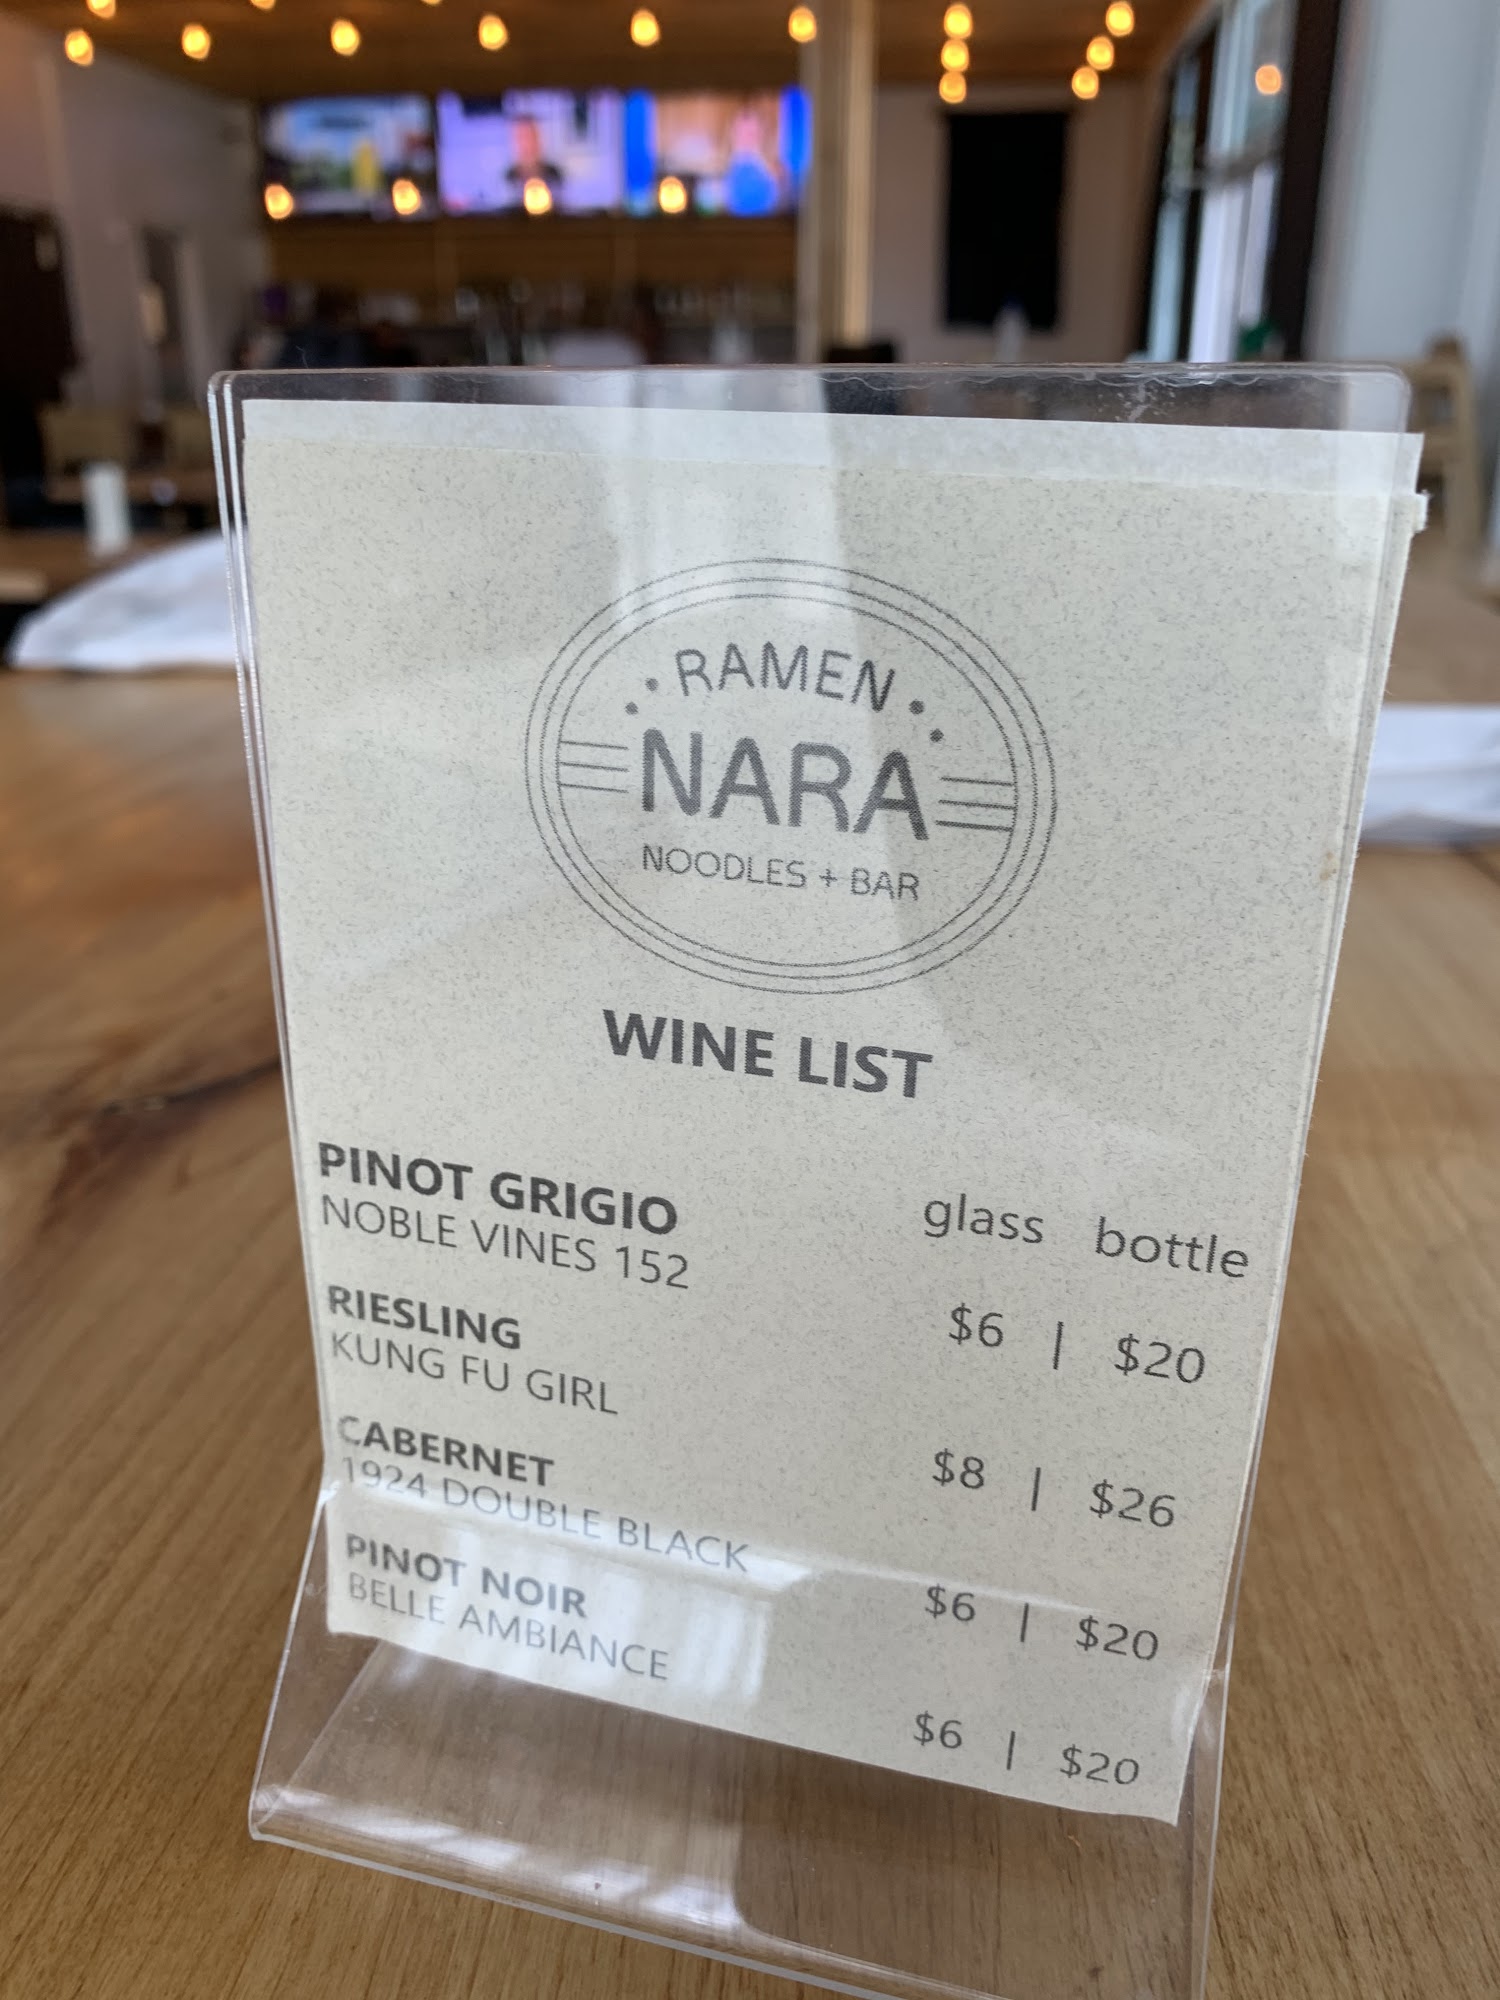 RAMEN
NARA
NOODLES + BAR
WINE LIST
glass bottle
PINOT GRIGIO
NOBLE VINES 152
$6 | $20
RIESLING
KUNG FU GIRL
$8 | $26
CABERNET
1924 DOUBLE BLACK
$6 | $20
PINOT NOIR
BELLE AMBIANCE
$6 | $20